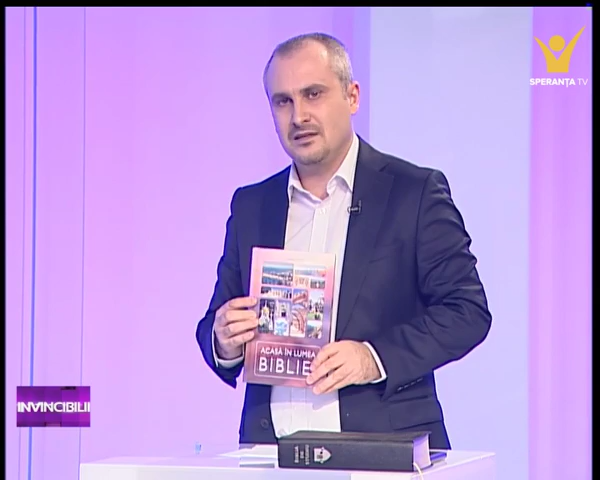 SPERANȚA TV
ACASĂ ÎN LUMEA
BIBLIEI
INVINCIBILII